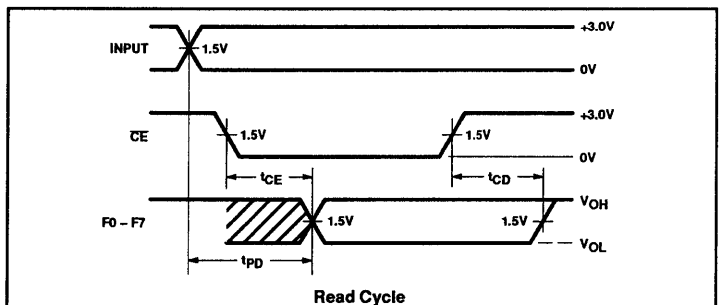 +3.0V
INPUT
1.5V
0V
+3.0V
CE
1.5V
1.5V
0V
tCE
tCD
VOH
F0 – F7
1.5V
1.5V
VOL
tPD
Read Cycle